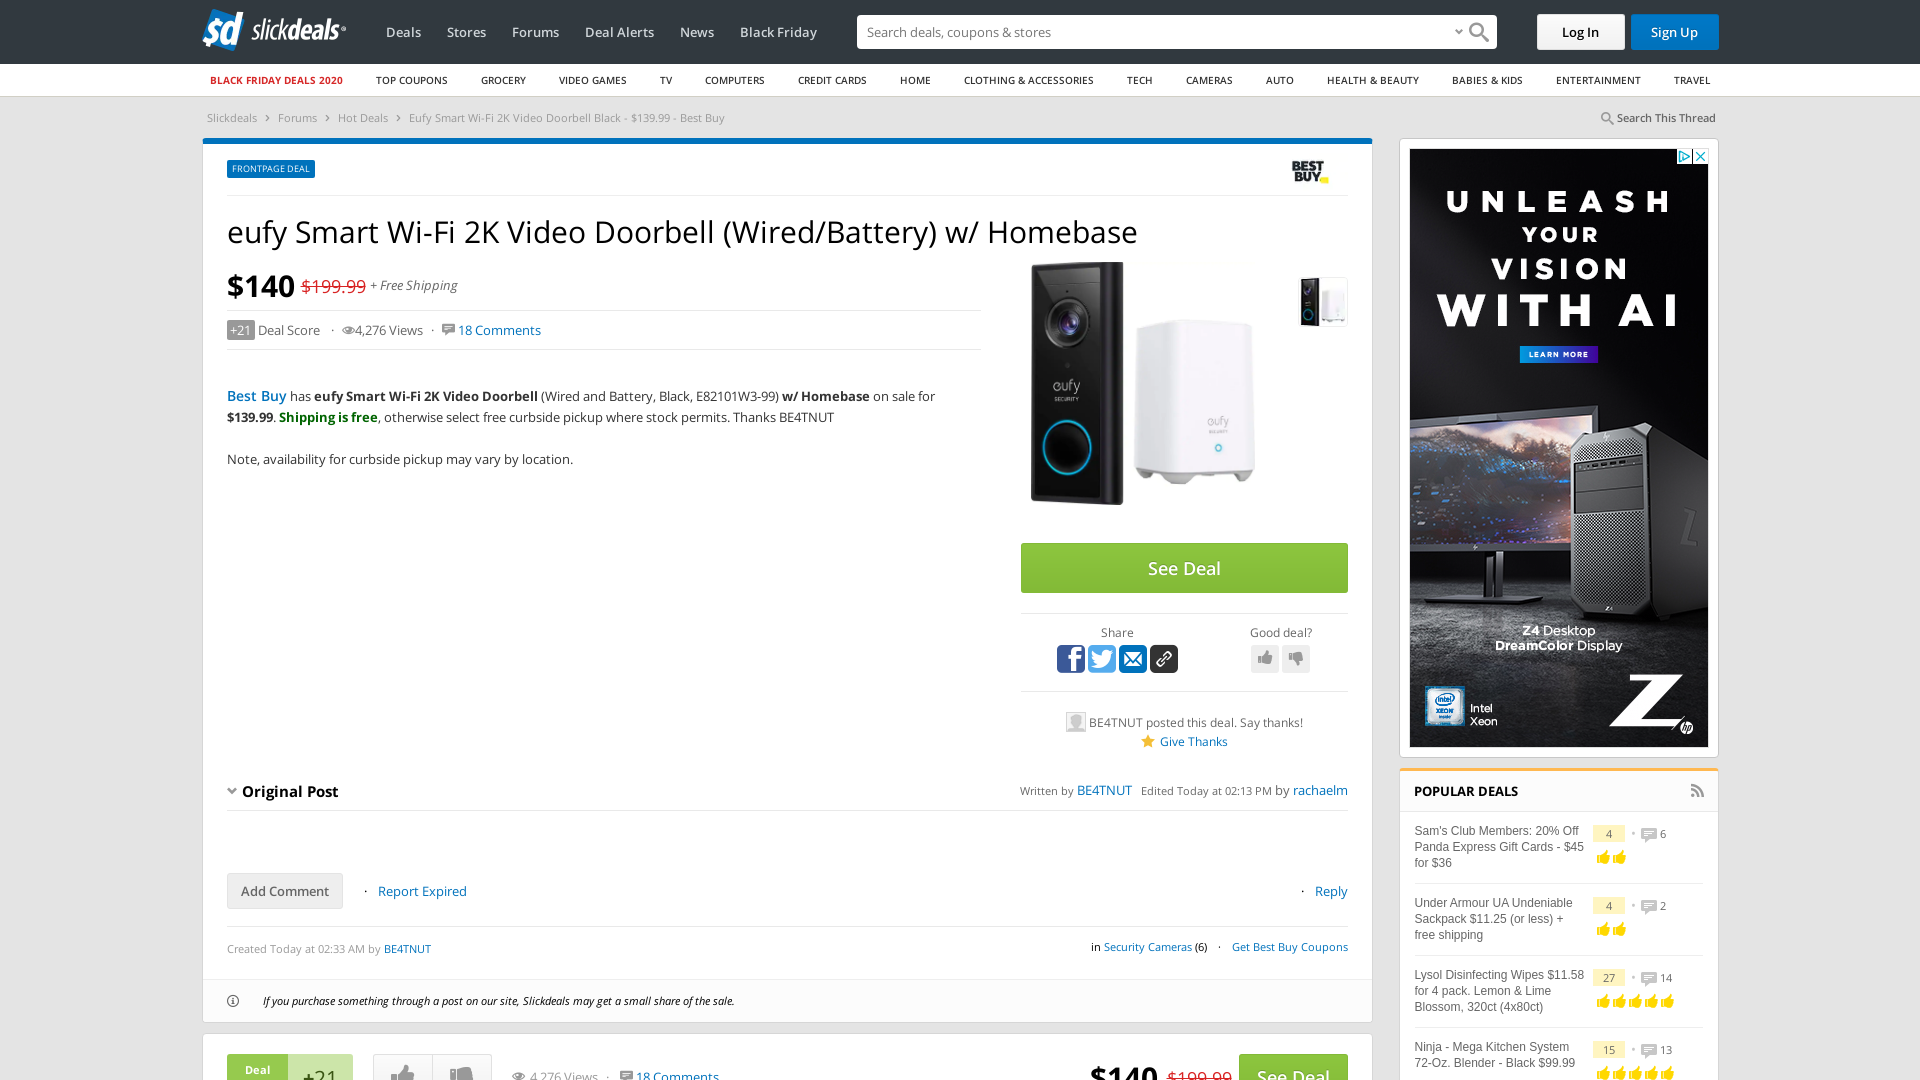 sd slickdeals
Deals
Stores
Forums
Deal Alerts
News
Black Friday
Search deals, coupons & stores
Log In
Sign Up
BLACK FRIDAY DEALS 2020
TOP COUPONS
GROCERY
VIDEO GAMES
TV
COMPUTERS
CREDIT CARDS
HOME
CLOTHING & ACCESSORIES
TECH
CAMERAS
AUTO
HEALTH & BEAUTY
BABIES & KIDS
ENTERTAINMENT
TRAVEL
Slickdeals › Forums › Hot Deals › Eufy Smart Wi-Fi 2K Video Doorbell Black - $139.99 - Best Buy
Search This Thread
FRONTPAGE DEAL
BEST
BUY
eufy Smart Wi-Fi 2K Video Doorbell (Wired/Battery) w/ Homebase
$140 $199.99 + Free Shipping
+21 Deal Score · 4,276 Views · 18 Comments
Best Buy has eufy Smart Wi-Fi 2K Video Doorbell (Wired and Battery, Black, E82101W3-99) w/ Homebase on sale for
$139.99. Shipping is free, otherwise select free curbside pickup where stock permits. Thanks BE4TNUT
Note, availability for curbside pickup may vary by location.
eufy
SECURITY
eufy
SECURITY
See Deal
Share
Good deal?
BE4TNUT posted this deal. Say thanks!
Give Thanks
Original Post
Written by BE4TNUT Edited Today at 02:13 PM by rachaelm
Add Comment
· Report Expired
· Reply
Created Today at 02:33 AM by BE4TNUT
in Security Cameras (6) · Get Best Buy Coupons
If you purchase something through a post on our site, Slickdeals may get a small share of the sale.
Deal
+21
4,276 Views · 18 Comments
$140 $199.99
See Deal
UNLEASH
YOUR
VISION
WITH AI
LEARN MORE
Z4 Desktop
DreamColor Display
intel
XEON
inside
Intel
Xeon
Z
hp
POPULAR DEALS
Sam's Club Members: 20% Off
Panda Express Gift Cards - $45
for $36
4 • 6
Under Armour UA Undeniable
Sackpack $11.25 (or less) +
free shipping
4 • 2
Lysol Disinfecting Wipes $11.58
for 4 pack. Lemon & Lime
Blossom, 320ct (4x80ct)
27 • 14
Ninja - Mega Kitchen System
72-Oz. Blender - Black $99.99
15 • 13